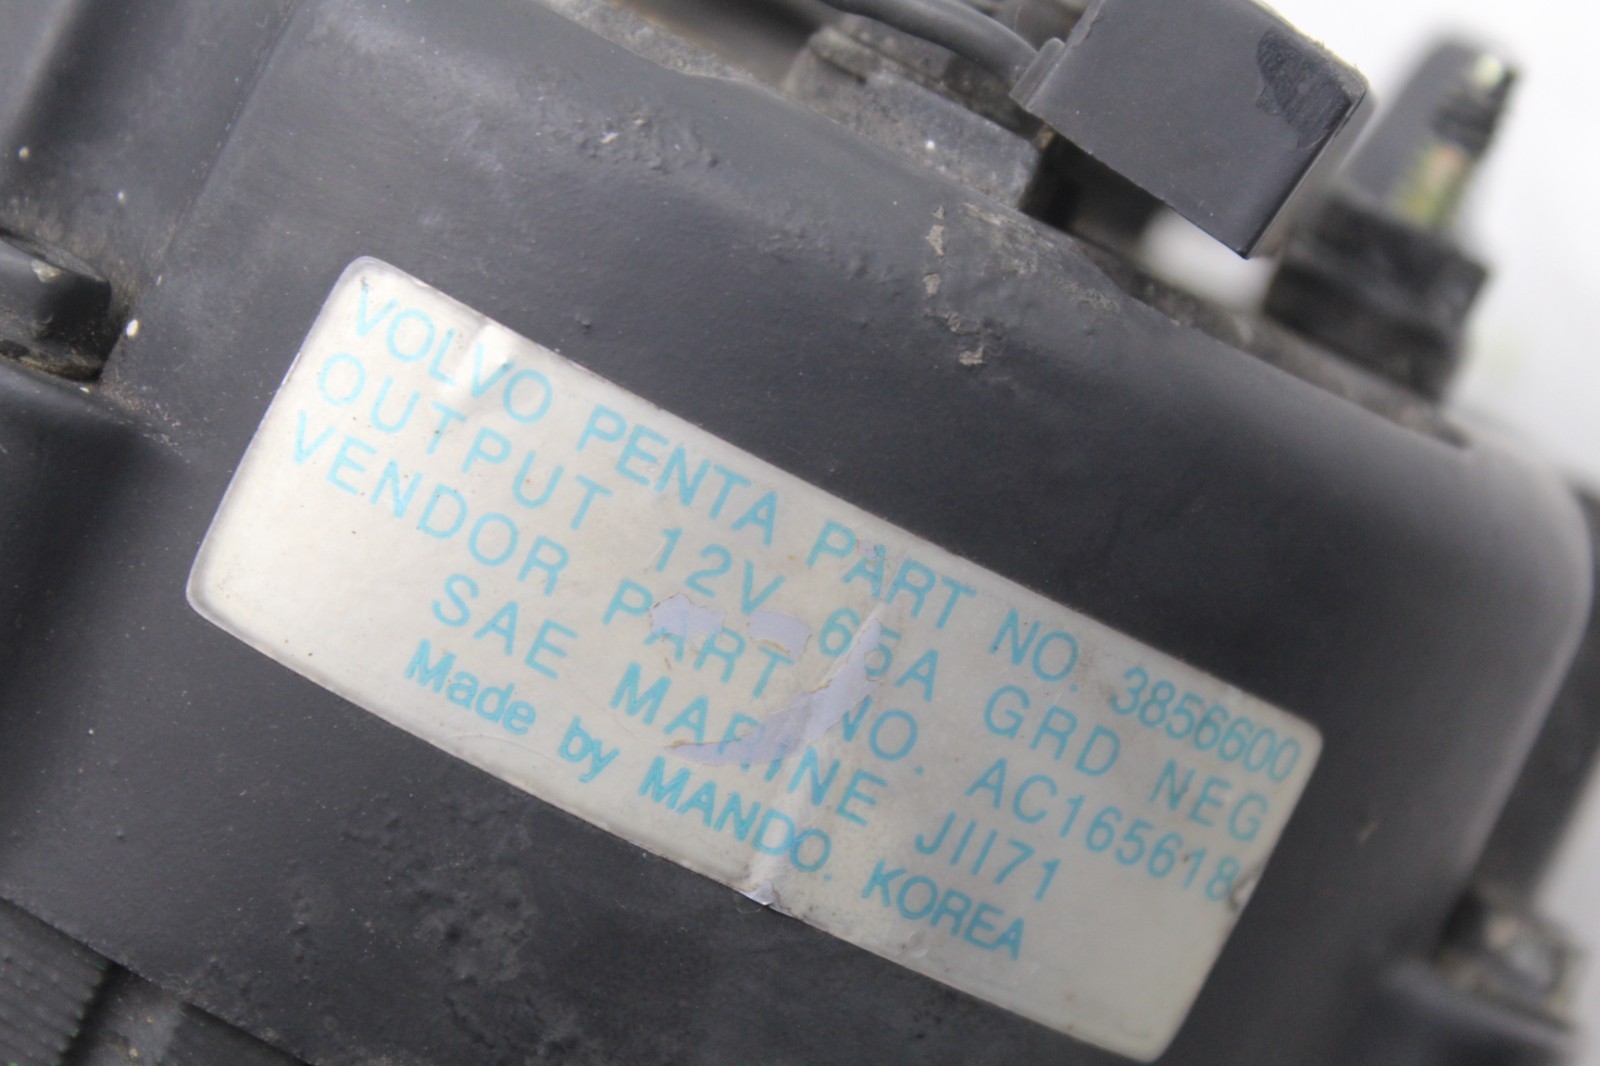 VOLVO PENTA PART NO. 3856600
OUTPUT 12V 65A GRD NEG
VENDOR PART NO.
SAE MARINE J1171
Made by MANDO. KOREA